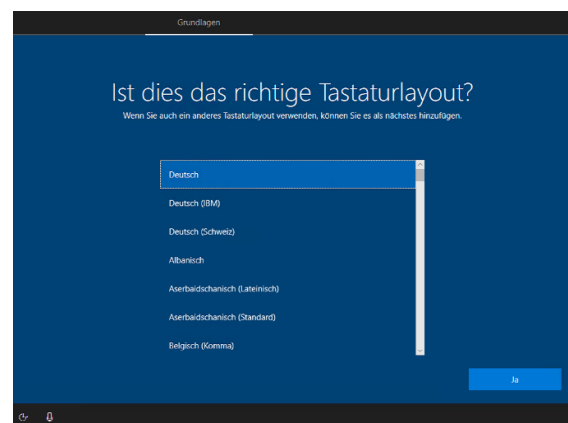 Grundlagen
Ist dies das richtige Tastaturlayout?
Wenn Sie auch ein anderes Tastaturlayout verwenden, können Sie es als nächstes hinzufügen.
Deutsch
Deutsch (IBM)
Deutsch (Schweiz)
Albanisch
Aserbaidschanisch (Lateinisch)
Aserbaidschanisch (Standard)
Belgisch (Komma)
Ja